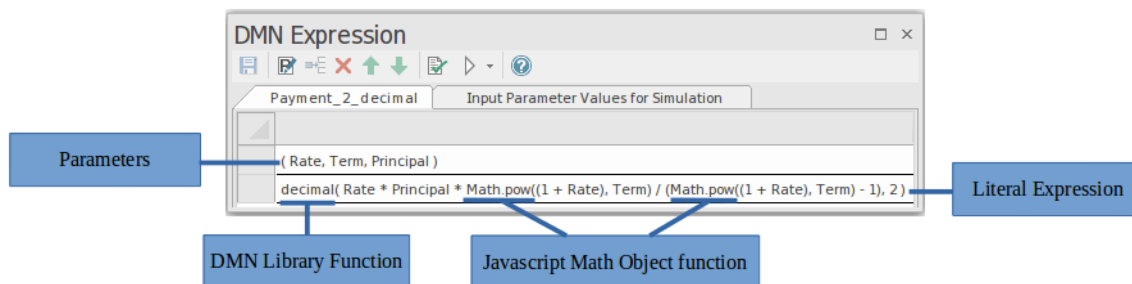 DMN Expression
Payment_2_decimal
Input Parameter Values for Simulation
Parameters
( Rate, Term, Principal )
decimal( Rate * Principal * Math.pow((1 + Rate), Term) / (Math.pow((1 + Rate), Term) - 1), 2 )
Literal Expression
DMN Library Function
Javascript Math Object function